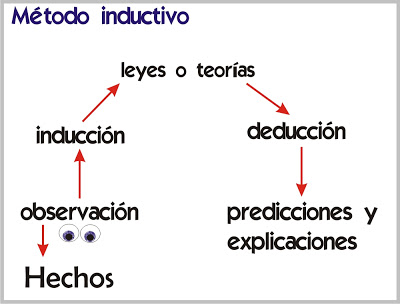 Método inductivo
leyes o teorías
inducción
deducción
observación
predicciones y
explicaciones
Hechos